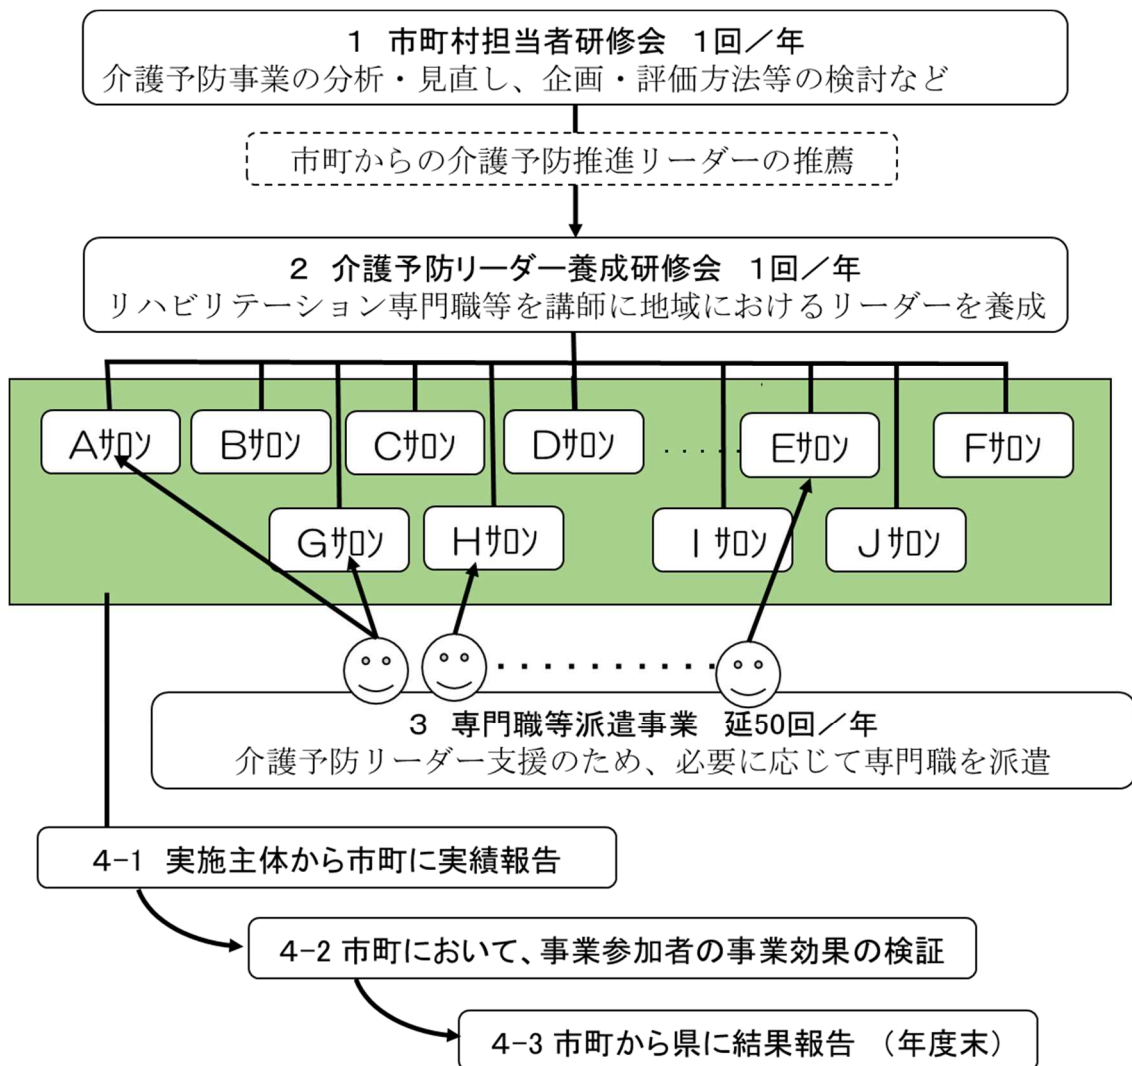 1 市町村担当者研修会 1回／年
介護予防事業の分析・見直し、企画・評価方法等の検討など
市町からの介護予防推進リーダーの推薦
2 介護予防リーダー養成研修会 1回／年
リハビリテーション専門職等を講師に地域におけるリーダーを養成
Aｻﾛﾝ
Bｻﾛﾝ
Cｻﾛﾝ
Dｻﾛﾝ
Eｻﾛﾝ
Fｻﾛﾝ
Gｻﾛﾝ
Hｻﾛﾝ
Iｻﾛﾝ
Jｻﾛﾝ
3 専門職等派遣事業 延50回／年
介護予防リーダー支援のため、必要に応じて専門職を派遣
4-1 実施主体から市町に実績報告
4-2 市町において、事業参加者の事業効果の検証
4-3 市町から県に結果報告 （年度末）